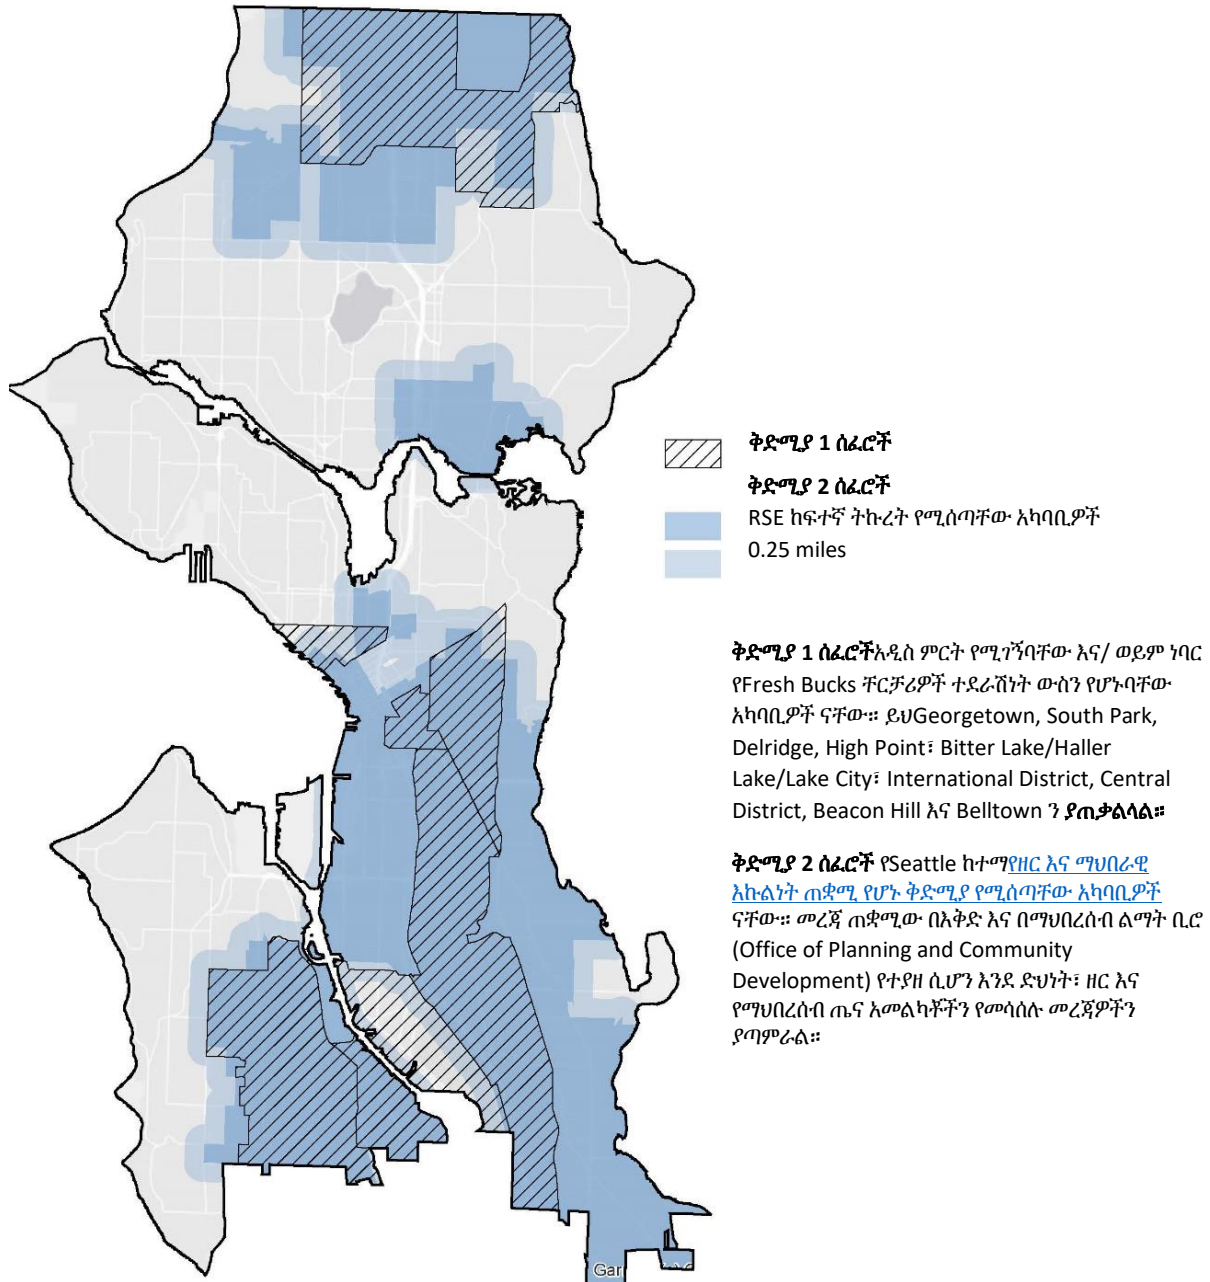 ቅድሚያ 1 ሰፈሮች
ቅድሚያ 2 ሰፈሮች
RSE ከፍተኛ ትኩረት የሚሰጣቸው አካባቢዎች
0.25 miles
ቅድሚያ 1 ሰፈሮችአዲስ ምርት የሚገኝባቸው እና/ ወይም ነባር
የFresh Bucks ቸርቻሪዎች ተደራሽነት ውስን የሆኑባቸው
አካባቢዎች ናቸው። ይህGeorgetown, South Park,
Delridge, High Point፣ Bitter Lake/Haller
Lake/Lake City፣ International District, Central
District, Beacon Hill እና Belltown ን ያጠቃልላል።
ቅድሚያ 2 ሰፈሮች የSeattle ከተማየዘር እና ማህበራዊ
እኩልነት ጠቋሚ የሆኑ ቅድሚያ የሚሰጣቸው አካባቢዎች
ናቸው። መረጃ ጠቋሚው በእቅድ እና በማህበረሰብ ልማት ቢሮ
(Office of Planning and Community
Development) የተያዘ ሲሆን እንደ ድህነት፣ ዘር እና
የማህበረሰብ ጤና አመልካቾችን የመሳሰሉ መረጃዎችን
ያጣምራል።
Gar